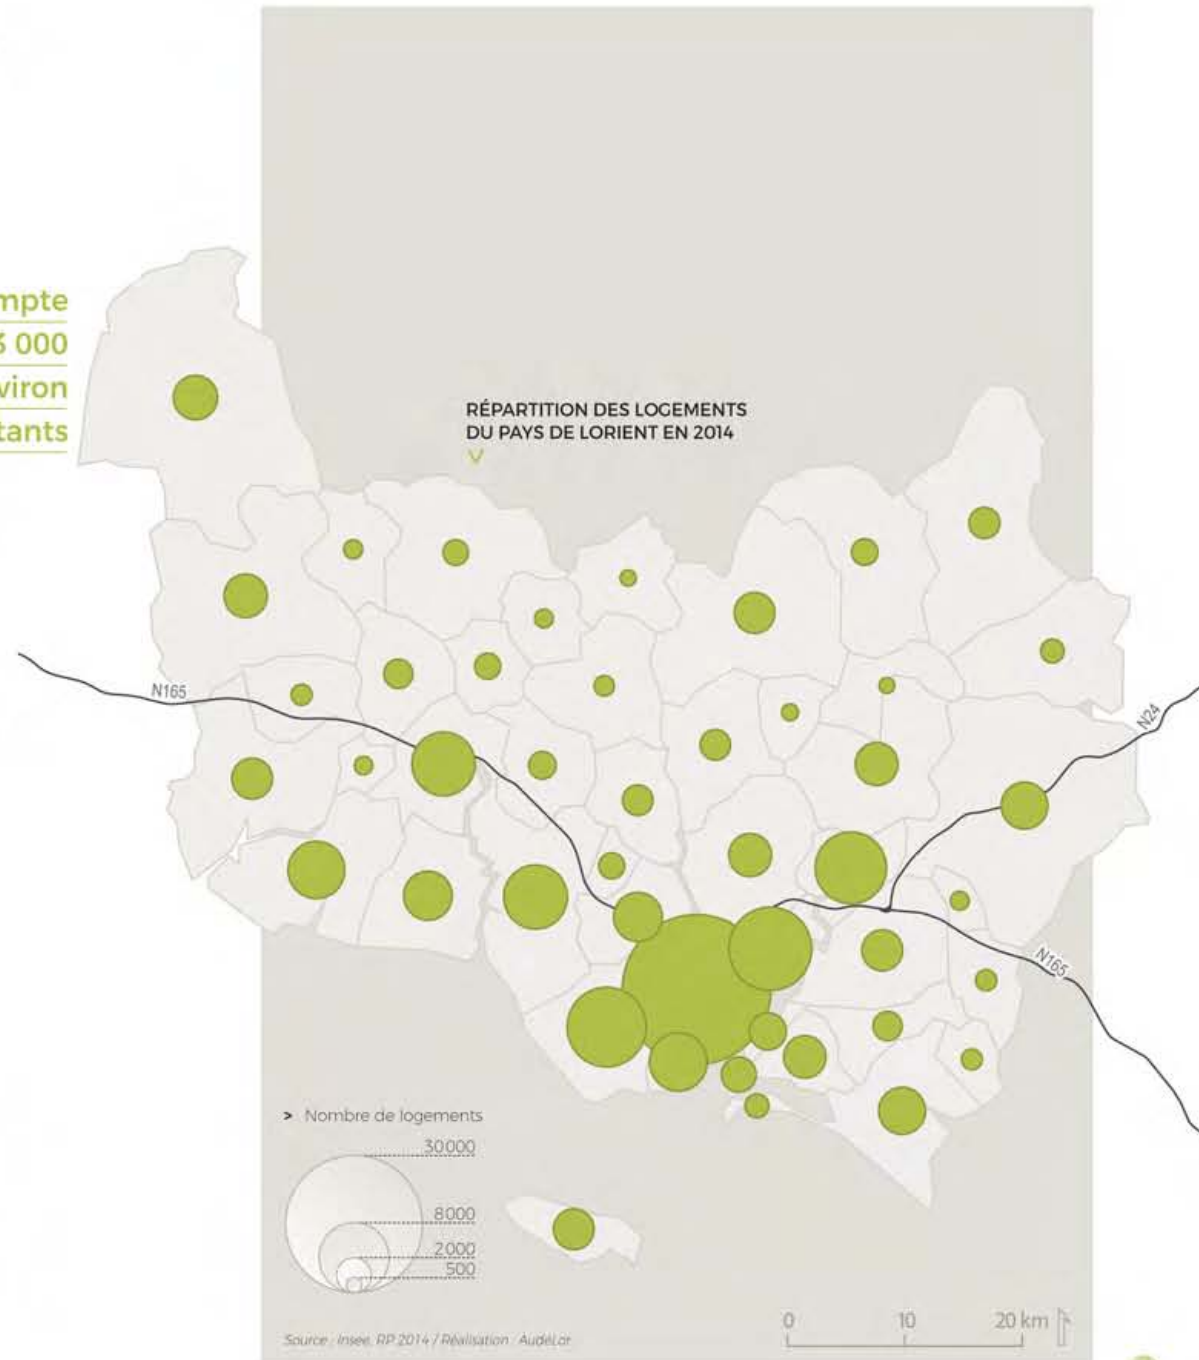 mpte
3 000
viron
tants
RÉPARTITION DES LOGEMENTS
DU PAYS DE LORIENT EN 2014
N165
N24
N165
> Nombre de logements
30000
8000
2000
500
0 10 20 km
Source : Insee, RP 2014 / Réalisation : AudéLor